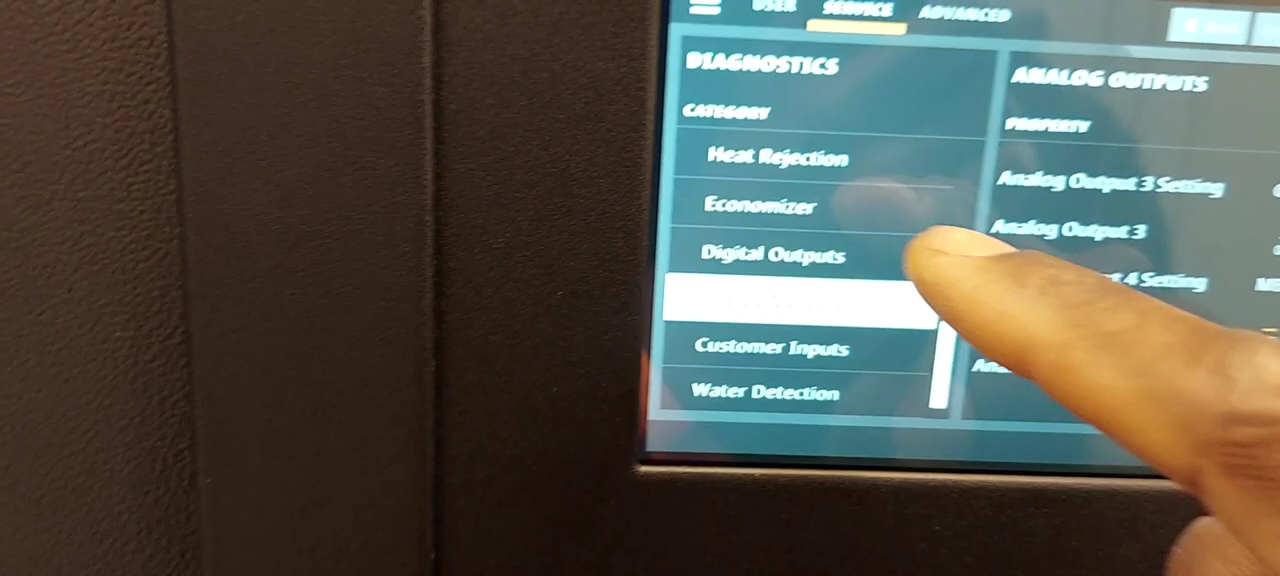 USER SERVICE ADVANCED
DIAGNOSTICS
CATEGORY
Heat Rejection
Economizer
Digital Outputs
Customer Inputs
Water Detection
ANALOG OUTPUTS
PROPERTY
Analog Output 3 Setting
Analog Output 3
4 Setting